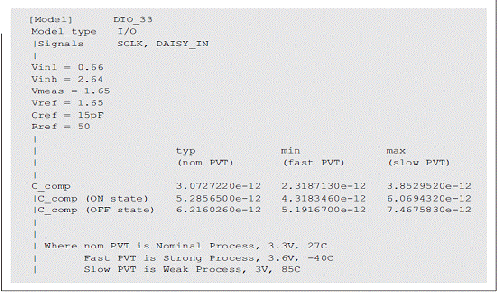 [Model] DIO_33
Model type I/O
|Signals SCLK, DAISY_IN
|
Vinl = 0.56
Vinh = 2.64
Vmeas = 1.65
Vref = 1.65
Cref = 15pF
Rref = 50
|
| typ min max
| (nom PVT) (fast PVT) (slow PVT)
|
C_comp 3.0727220e-12 2.3187130e-12 3.8529520e-12
|C_comp (ON state) 5.2856500e-12 4.3183460e-12 6.0694320e-12
|C_comp (OFF state) 6.2160260e-12 5.1916700e-12 7.4675830e-12
|
|
| Where nom PVT is Nominal Process, 3.3V, 27C
| Fast PVT is Strong Process, 3.6V, -40C
| Slow PVT is Weak Process, 3V, 85C